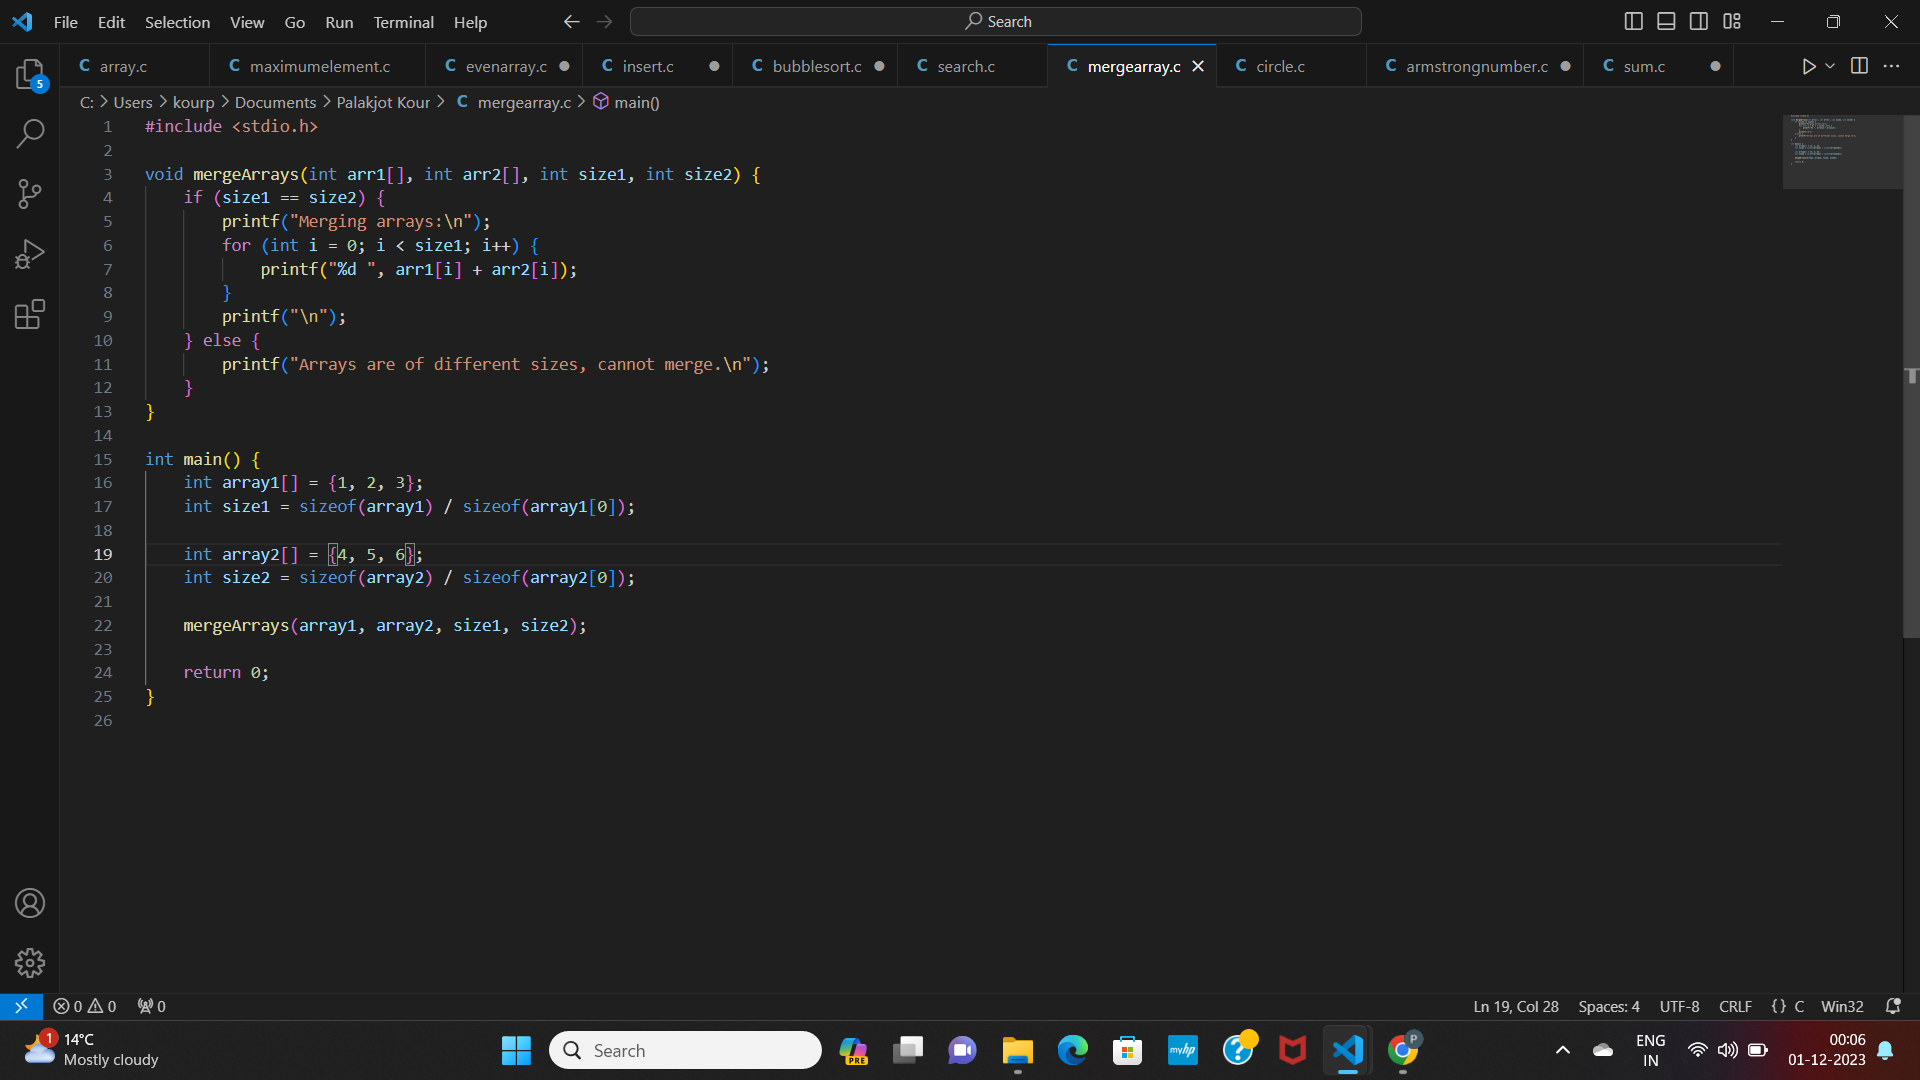 File Edit Selection View Go Run Terminal Help
Search
C array.c C maximumelement.c C evenarray.c C insert.c C bubblesort.c C search.c C mergearray.c C circle.c C armstrongnumber.c C sum.c
C: > Users > kourp > Documents > Palakjot Kour > C mergearray.c > main()
1 #include <stdio.h>
2
3 void mergeArrays(int arr1[], int arr2[], int size1, int size2) {
4     if (size1 == size2) {
5         printf("Merging arrays:\n");
6         for (int i = 0; i < size1; i++) {
7             printf("%d ", arr1[i] + arr2[i]);
8         }
9         printf("\n");
10     } else {
11         printf("Arrays are of different sizes, cannot merge.\n");
12     }
13 }
14
15 int main() {
16     int array1[] = {1, 2, 3};
17     int size1 = sizeof(array1) / sizeof(array1[0]);
18
19     int array2[] = {4, 5, 6};
20     int size2 = sizeof(array2) / sizeof(array2[0]);
21
22     mergeArrays(array1, array2, size1, size2);
23
24     return 0;
25 }
26
5
0 0 0 Ln 19, Col 28 Spaces: 4 UTF-8 CRLF {} C Win32
1 14°C
Mostly cloudy
Search
PRE
myhp
P
ENG
IN
00:06
01-12-2023